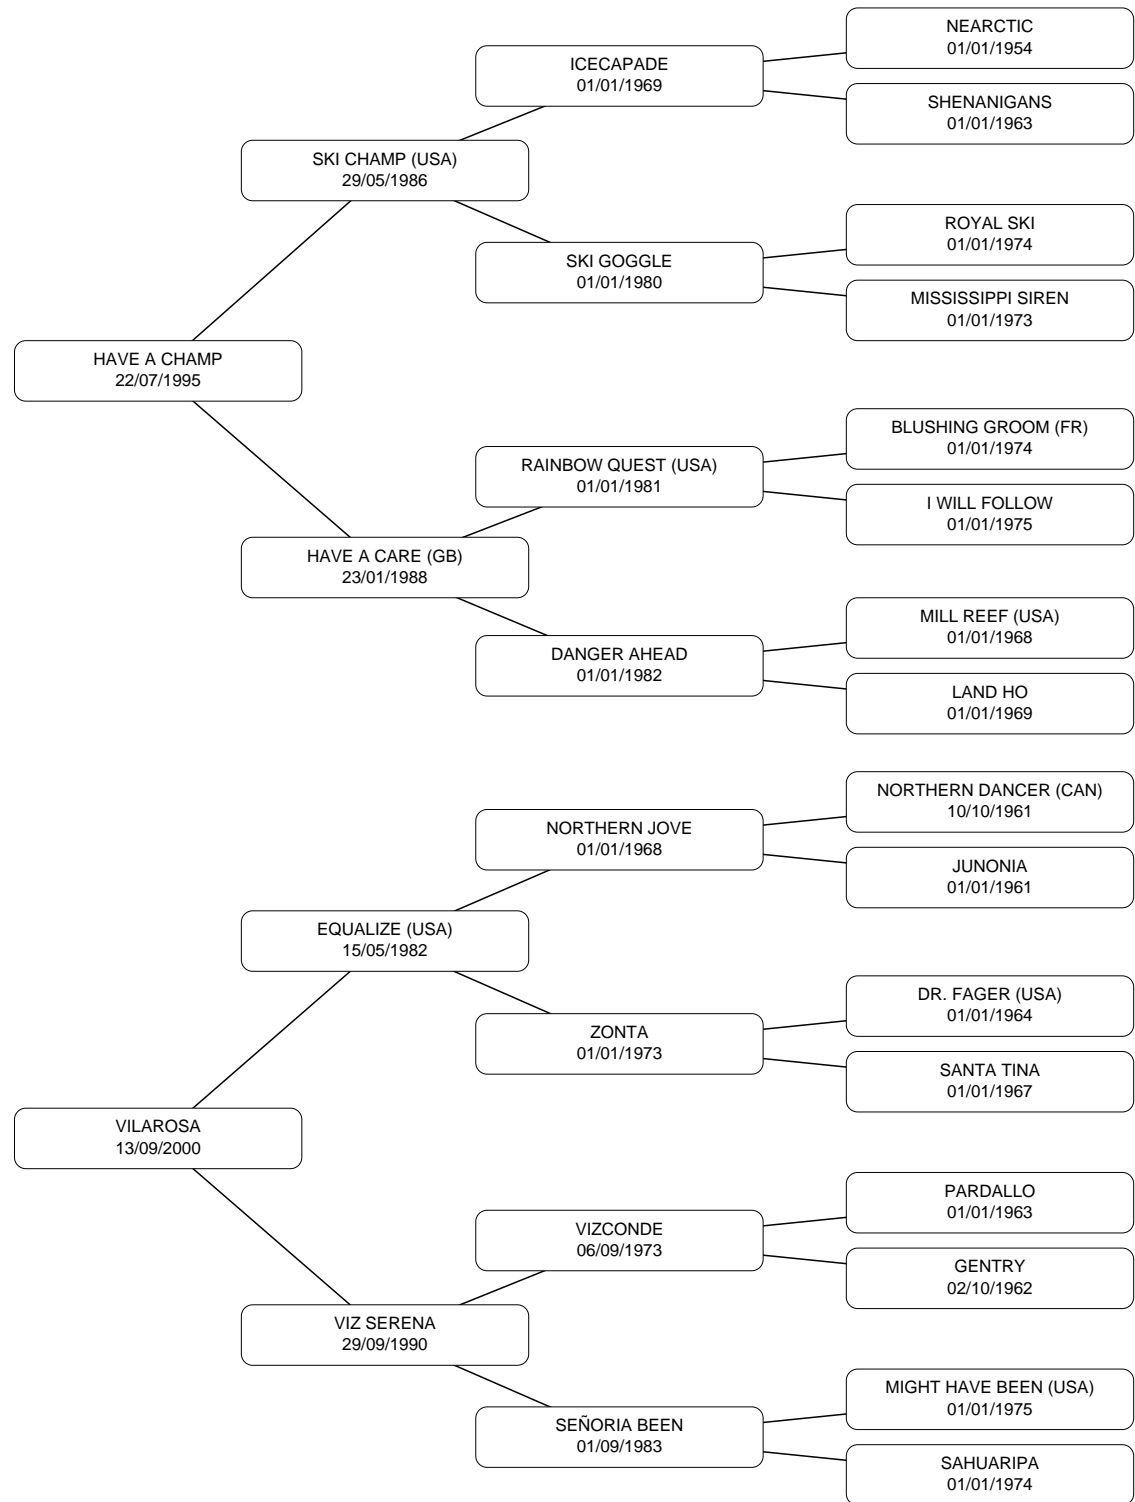 NEARCTIC
01/01/1954
ICECAPADE
01/01/1969
SHENANIGANS
01/01/1963
SKI CHAMP (USA)
29/05/1986
ROYAL SKI
01/01/1974
SKI GOGGLE
01/01/1980
MISSISSIPPI SIREN
01/01/1973
HAVE A CHAMP
22/07/1995
BLUSHING GROOM (FR)
01/01/1974
RAINBOW QUEST (USA)
01/01/1981
I WILL FOLLOW
01/01/1975
HAVE A CARE (GB)
23/01/1988
MILL REEF (USA)
01/01/1968
DANGER AHEAD
01/01/1982
LAND HO
01/01/1969
NORTHERN DANCER (CAN)
10/10/1961
NORTHERN JOVE
01/01/1968
JUNONIA
01/01/1961
EQUALIZE (USA)
15/05/1982
DR. FAGER (USA)
01/01/1964
ZONTA
01/01/1973
SANTA TINA
01/01/1967
VILAROSA
13/09/2000
PARDALLO
01/01/1963
VIZCONDE
06/09/1973
GENTRY
02/10/1962
VIZ SERENA
29/09/1990
MIGHT HAVE BEEN (USA)
01/01/1975
SEÑORIA BEEN
01/09/1983
SAHUARIPA
01/01/1974